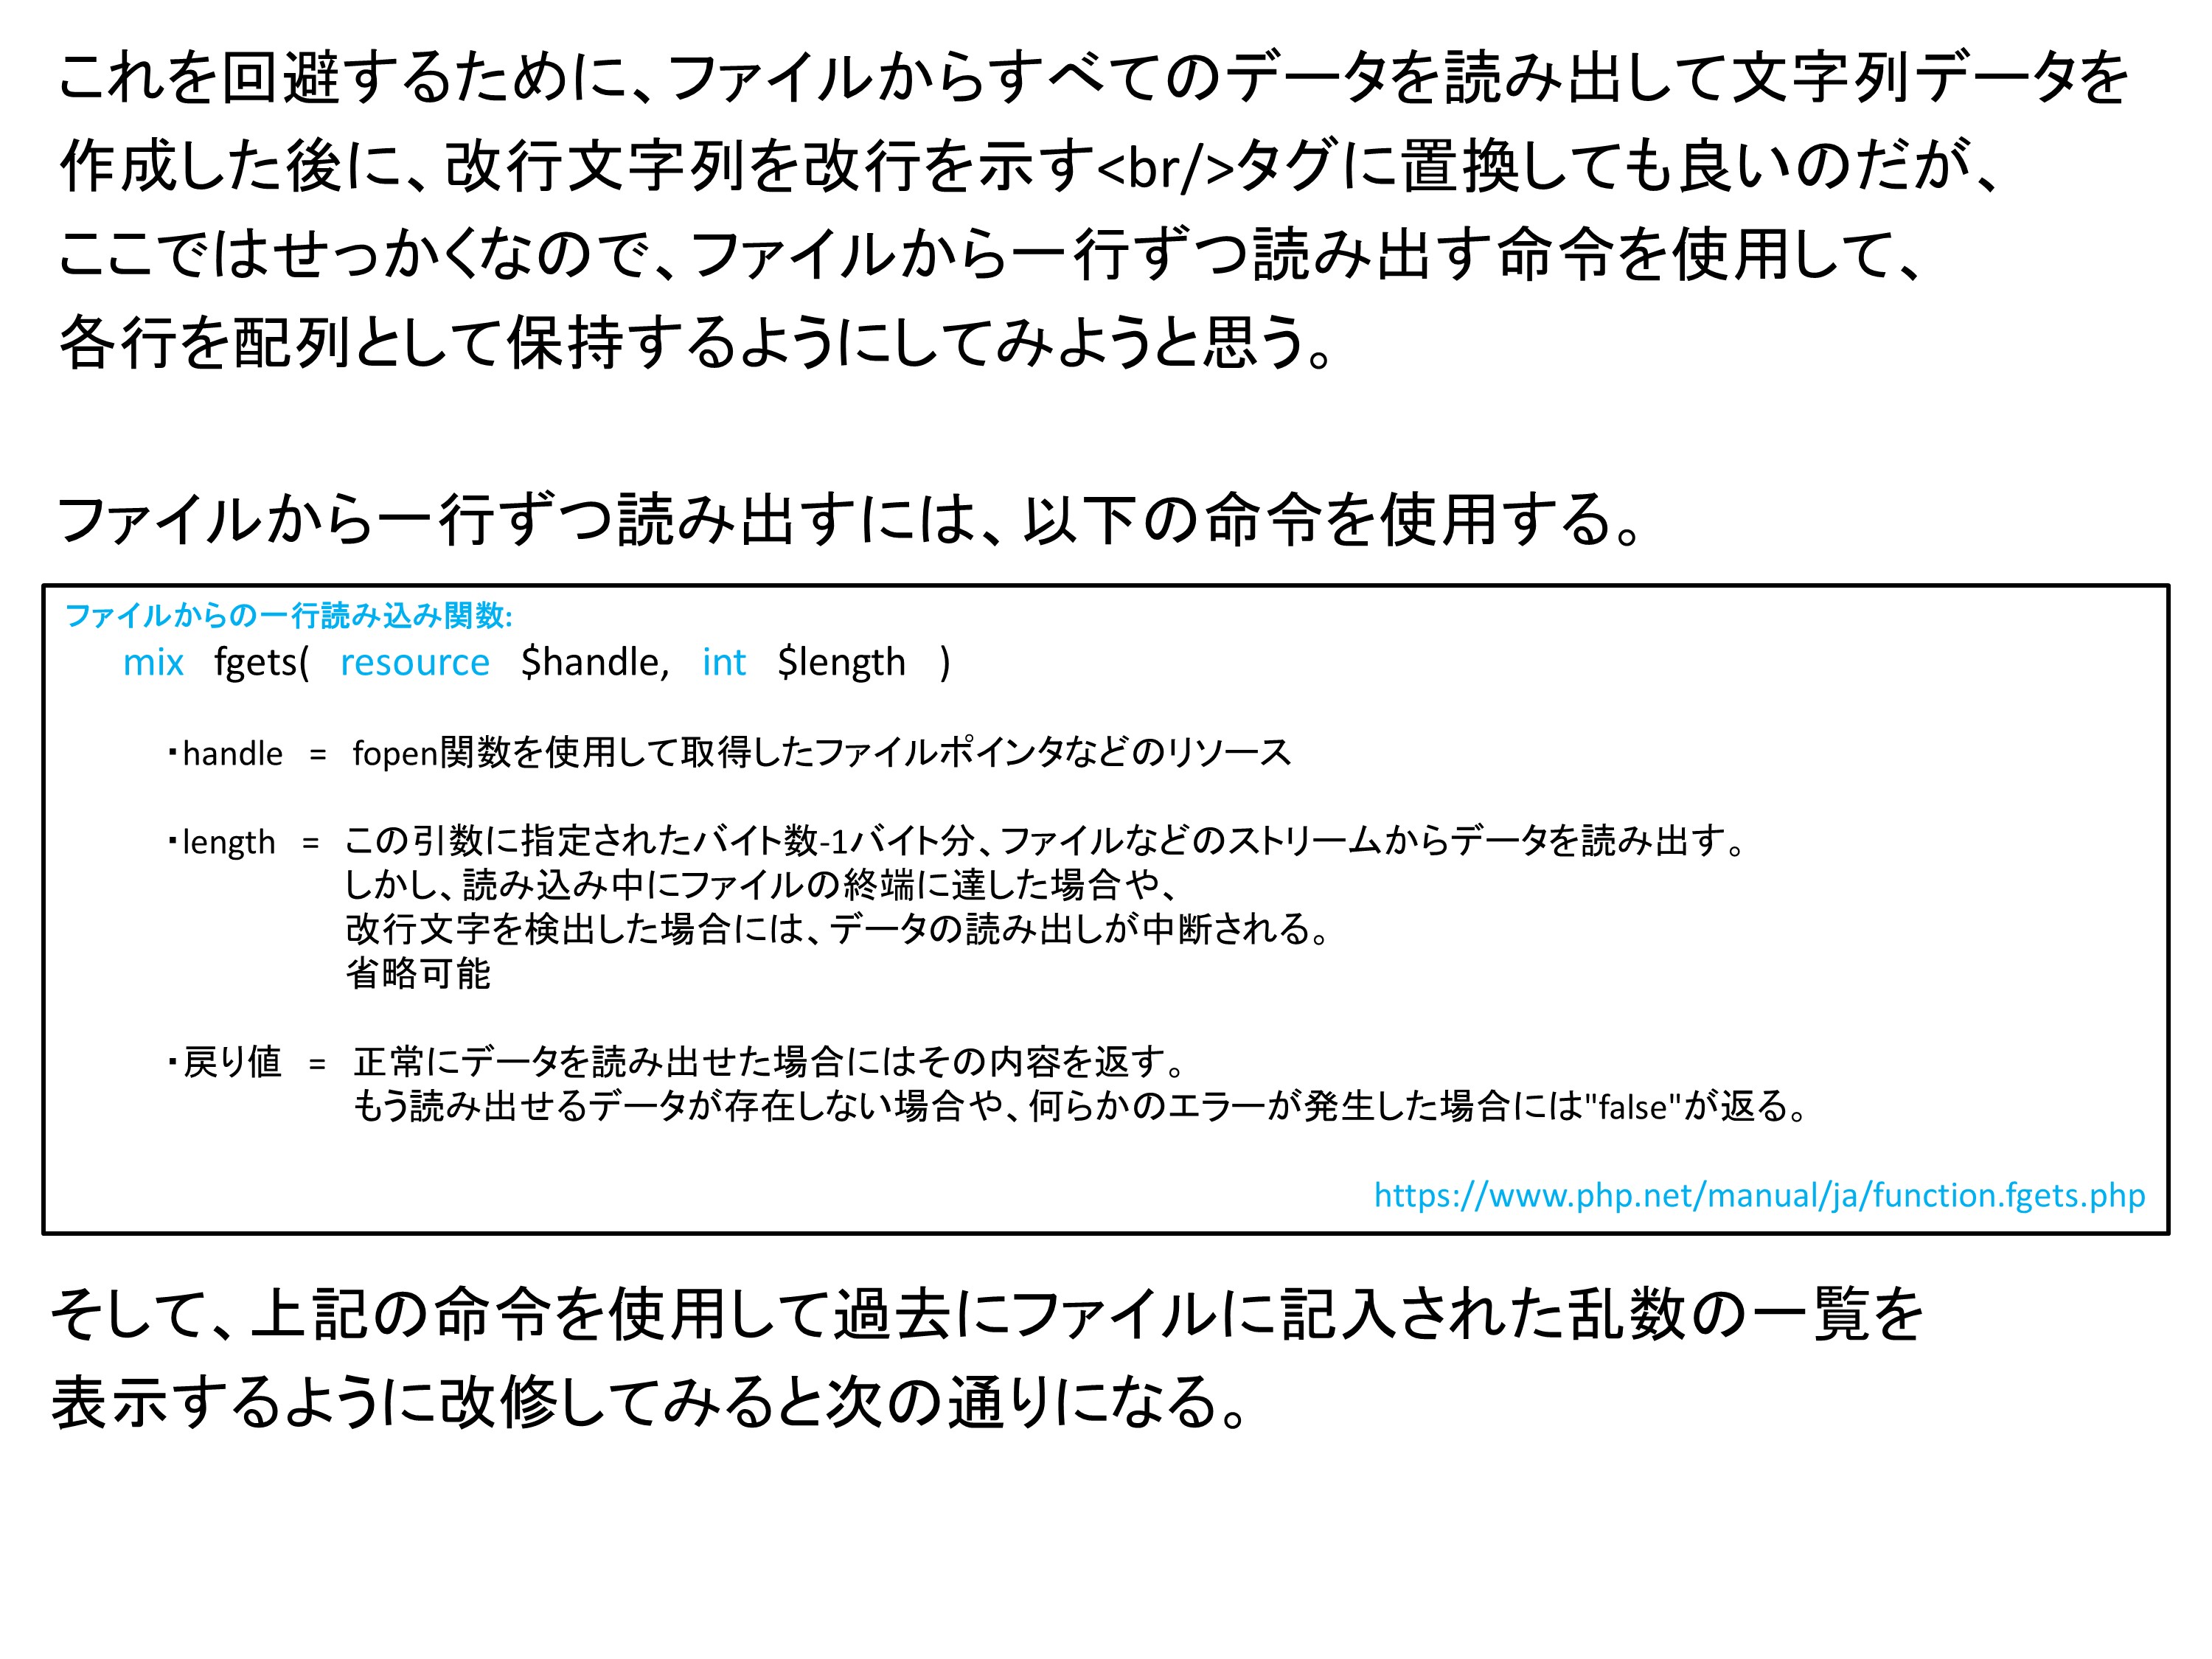 これを回避するために、ファイルからすべてのデータを読み出して文字列データを
作成した後に、改行文字列を改行を示す<br/>タグに置換しても良いのだが、
ここではせっかくなので、ファイルから一行ずつ読み出す命令を使用して、
各行を配列として保持するようにしてみようと思う。
ファイルから一行ずつ読み出すには、以下の命令を使用する。
ファイルからの一行読み込み関数:
mix fgets( resource $handle, int $length )
・handle = fopen関数を使用して取得したファイルポインタなどのリソース
・length = この引数に指定されたバイト数-1バイト分、ファイルなどのストリームからデータを読み出す。
しかし、読み込み中にファイルの終端に達した場合や、
改行文字を検出した場合には、データの読み出しが中断される。
省略可能
・戻り値 = 正常にデータを読み出せた場合にはその内容を返す。
もう読み出せるデータが存在しない場合や、何らかのエラーが発生した場合には"false"が返る。
https://www.php.net/manual/ja/function.fgets.php
そして、上記の命令を使用して過去にファイルに記入された乱数の一覧を
表示するように改修してみると次の通りになる。